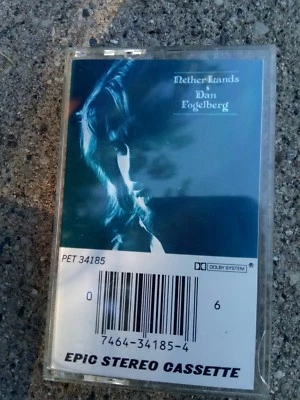 Nether Lands
Dan
Fogelberg
PET 34185
DOLBY SYSTEM ®
0
6
7464-34185-4
EPIC STEREO CASSETTE